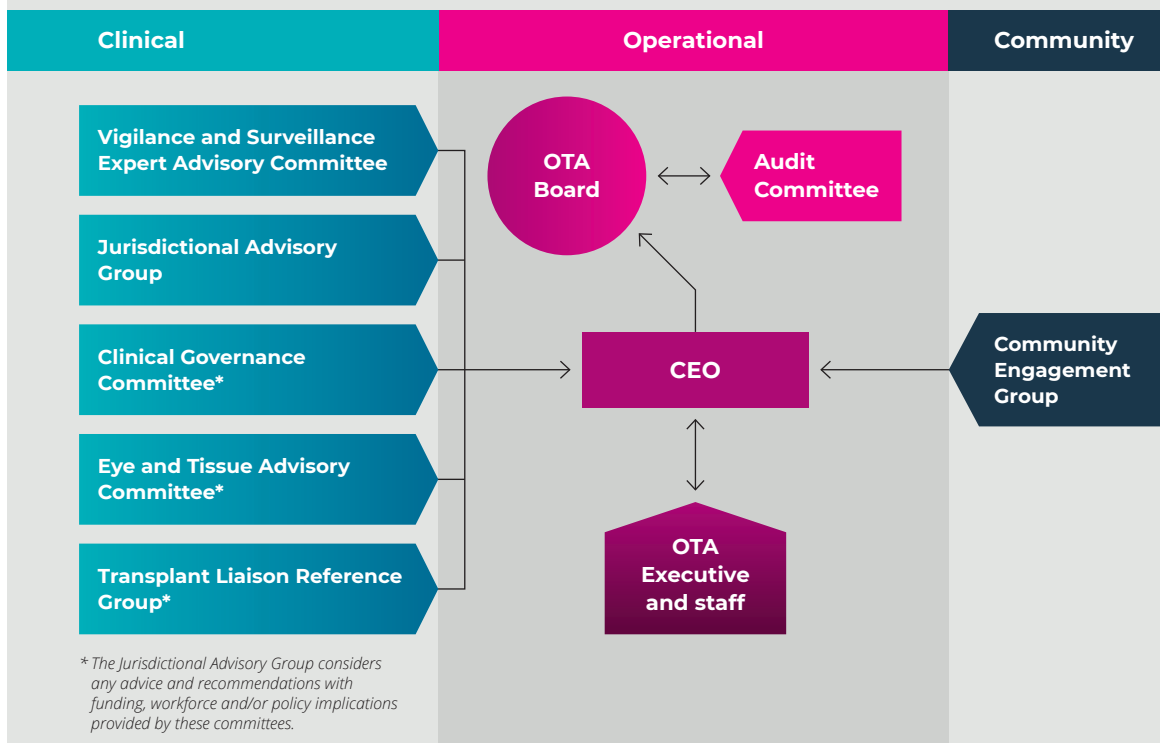 Clinical
Operational
Community
Vigilance and Surveillance
Expert Advisory Committee
Jurisdictional Advisory
Group
Clinical Governance
Committee*
Eye and Tissue Advisory
Committee*
Transplant Liaison Reference
Group*
* The Jurisdictional Advisory Group considers
any advice and recommendations with
funding, workforce and/or policy implications
provided by these committees.
OTA
Board
Audit
Committee
CEO
OTA
Executive
and staff
Community
Engagement
Group